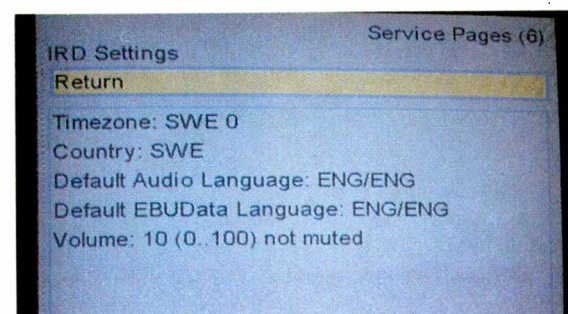 Service Pages (6)
IRD Settings
Return
Timezone: SWE 0
Country: SWE
Default Audio Language: ENG/ENG
Default EBUData Language: ENG/ENG
Volume: 10 (0..100) not muted